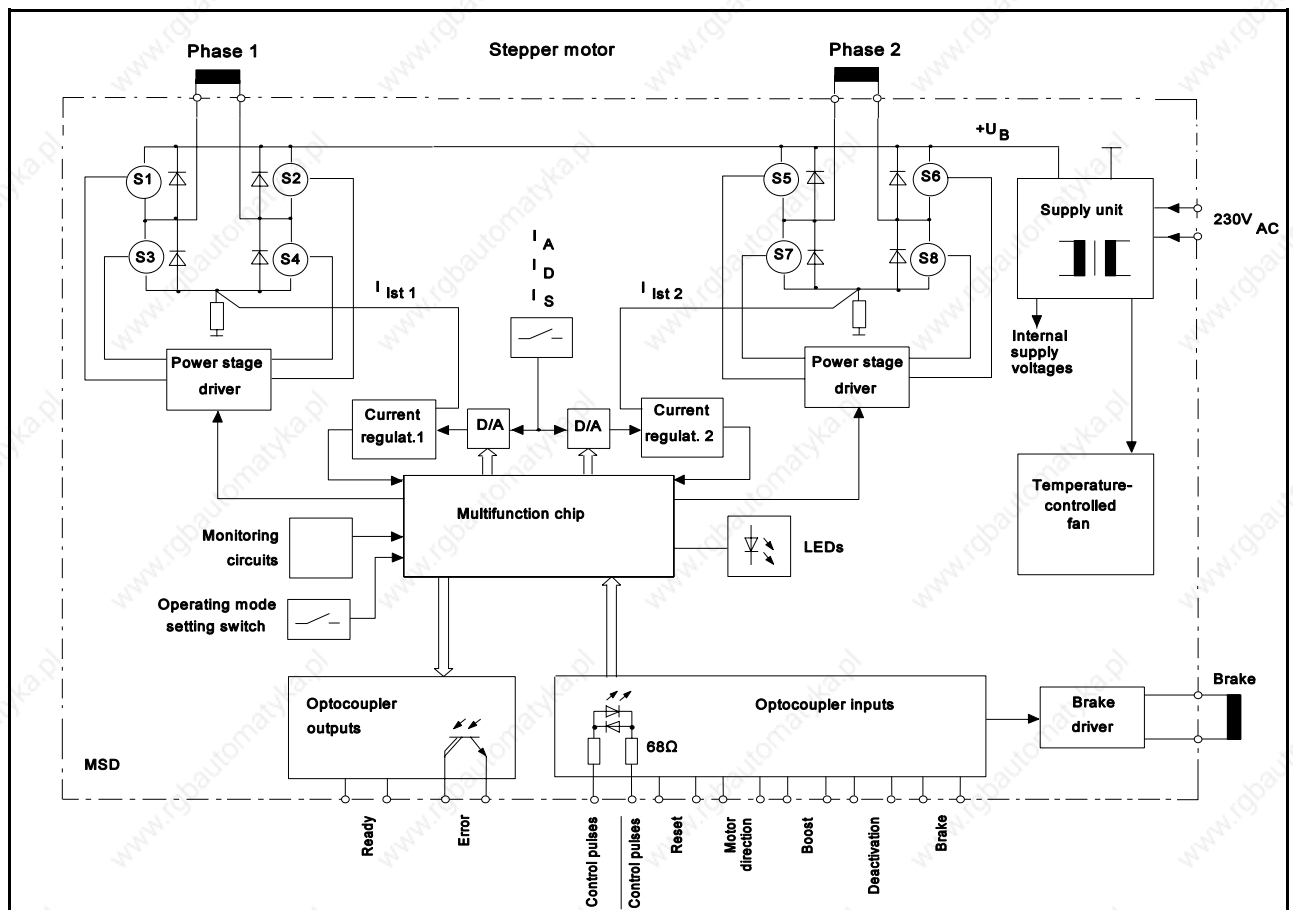 Phase 1
Stepper motor
Phase 2
+U B
S1
S2
S5
S6
Supply unit
230V AC
S3
S4
S7
S8
I A
I D
I S
I Ist 1
I Ist 2
Internal
supply
voltages
Power stage
driver
Power stage
driver
Current
regulat.1
D/A
D/A
Current
regulat. 2
Temperature-
controlled
fan
Multifunction chip
Monitoring
circuits
LEDs
Operating mode
setting switch
Optocoupler
outputs
Optocoupler inputs
68Ω
Brake
driver
Brake
MSD
Ready
Error
Control pulses
Control pulses
Reset
Motor
direction
Boost
Deactivation
Brake
www.rgbautomatyka.pl